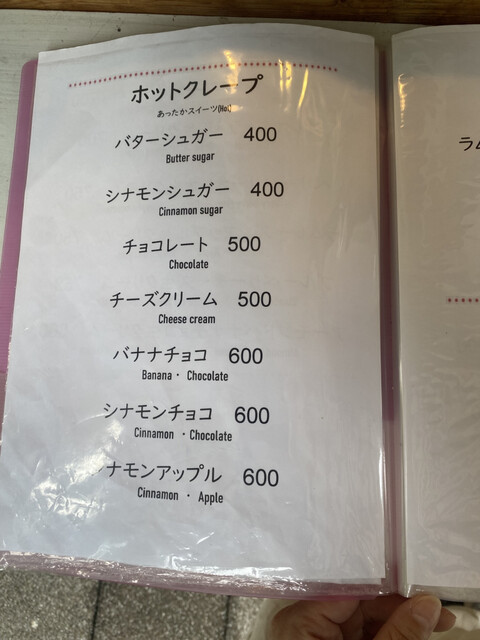 ホットクレープ
あったかスイーツ(Hot)
バターシュガー 400
Butter sugar
シナモンシュガー 400
Cinnamon sugar
チョコレート 500
Chocolate
チーズクリーム 500
Cheese cream
バナナチョコ 600
Banana ・ Chocolate
シナモンチョコ 600
Cinnamon ・Chocolate
ナモンアップル 600
Cinnamon ・ Apple
ラム